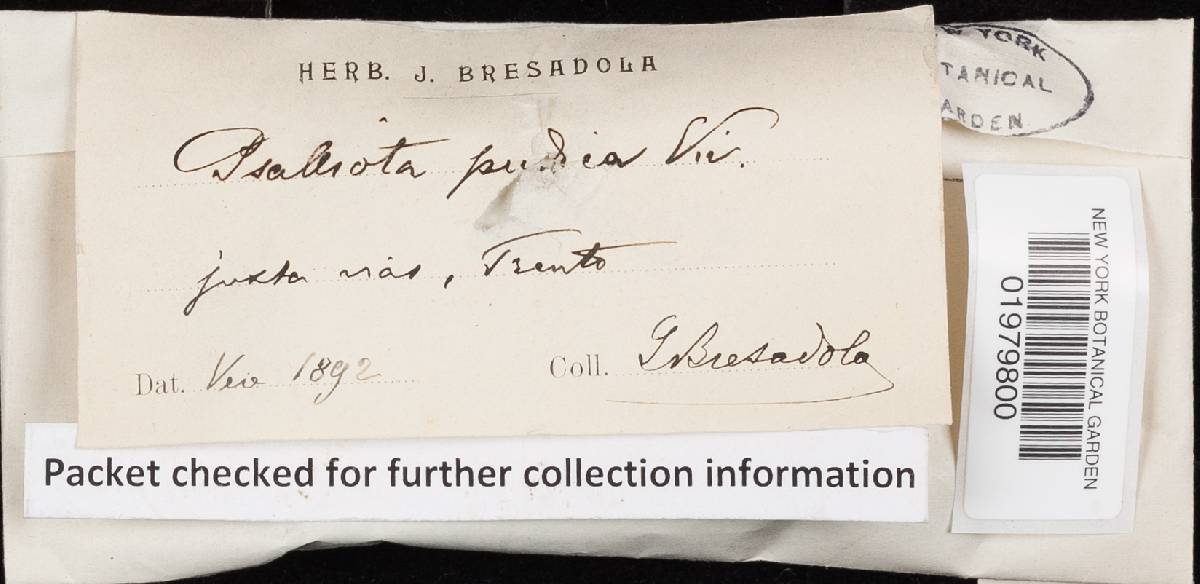 HERB. J. BRESADOLA
Psalliota pudica Viv.
juxta vias, Trento
Dat. 1892 Coll. G Bresadola
Packet checked for further collection information
W YORK
TANICAL
ARDEN
NEW YORK BOTANICAL GARDEN
01979800